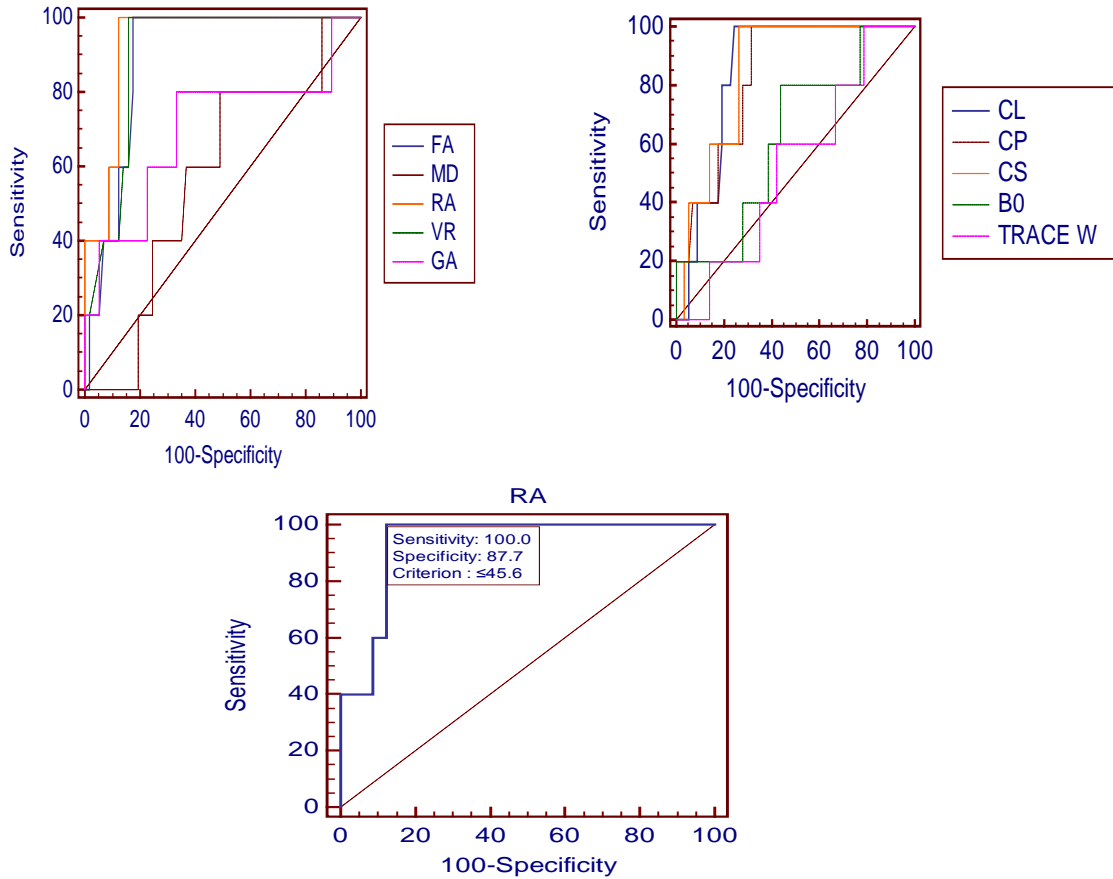 100
80
60
40
20
0
Sensitivity
0 20 40 60 80 100
100-Specificity
FA
MD
RA
VR
GA
100
80
60
40
20
0
Sensitivity
0 20 40 60 80 100
100-Specificity
CL
CP
CS
B0
TRACE W
RA
100
80
60
40
20
0
Sensitivity
Sensitivity: 100.0
Specificity: 87.7
Criterion : ≤45.6
0 20 40 60 80 100
100-Specificity